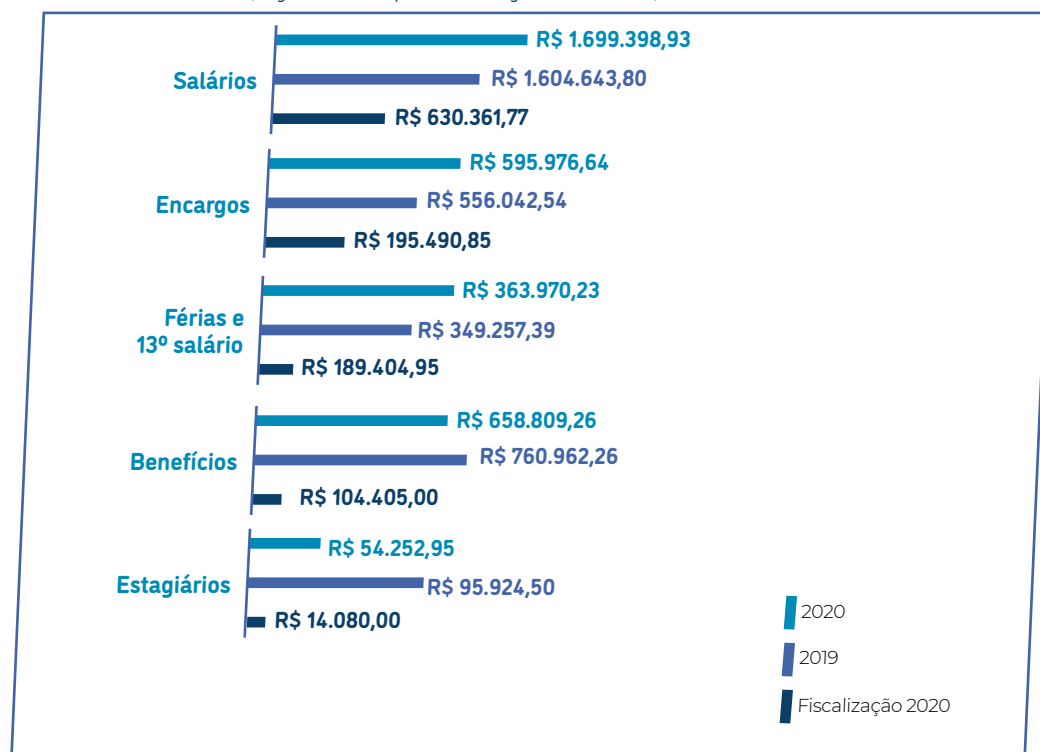 R$ 1.699.398,93
Salários
R$ 1.604.643,80
R$ 630.361,77
R$ 595.976,64
Encargos
R$ 556.042,54
R$ 195.490,85
R$ 363.970,23
Férias e
13º salário
R$ 349.257,39
R$ 189.404,95
R$ 658.809,26
Benefícios
R$ 760.962,26
R$ 104.405,00
R$ 54.252,95
Estagiários
R$ 95.924,50
R$ 14.080,00
2020
2019
Fiscalização 2020